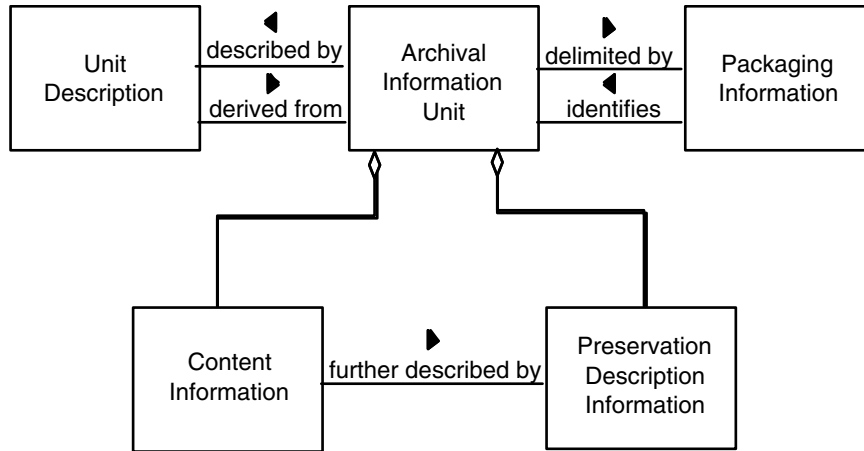 Unit
Description
described by
derived from
Archival
Information
Unit
delimited by
identifies
Packaging
Information
Content
Information
further described by
Preservation
Description
Information